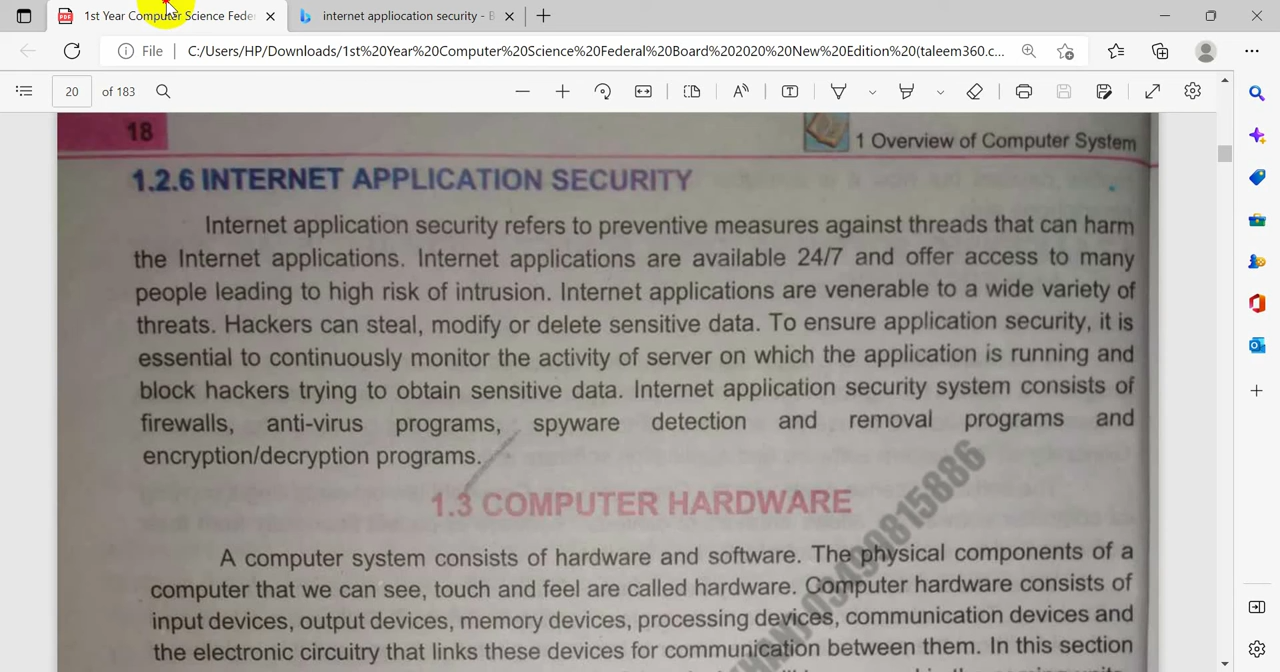 1st Year Computer Science Feder
internet appliocation security - B
File
C:/Users/HP/Downloads/1st%20Year%20Computer%20Science%20Federal%20Board%2020%20New%20Edition%20(taleem360.c...
20 of 183
18
1 Overview of Computer System
1.2.6 INTERNET APPLICATION SECURITY
Internet application security refers to preventive measures against threads that can harm
the Internet applications. Internet applications are available 24/7 and offer access to many
people leading to high risk of intrusion. Internet applications are venerable to a wide variety of
threats. Hackers can steal, modify or delete sensitive data. To ensure application security, it is
essential to continuously monitor the activity of server on which the application is running and
block hackers trying to obtain sensitive data. Internet application security system consists of
firewalls, anti-virus programs, spyware detection and removal programs and
encryption/decryption programs.
1.3 COMPUTER HARDWARE
A computer system consists of hardware and software. The physical components of a
computer that we can see, touch and feel are called hardware. Computer hardware consists of
input devices, output devices, memory devices, processing devices, communication devices and
the electronic circuitry that links these devices for communication between them. In this section